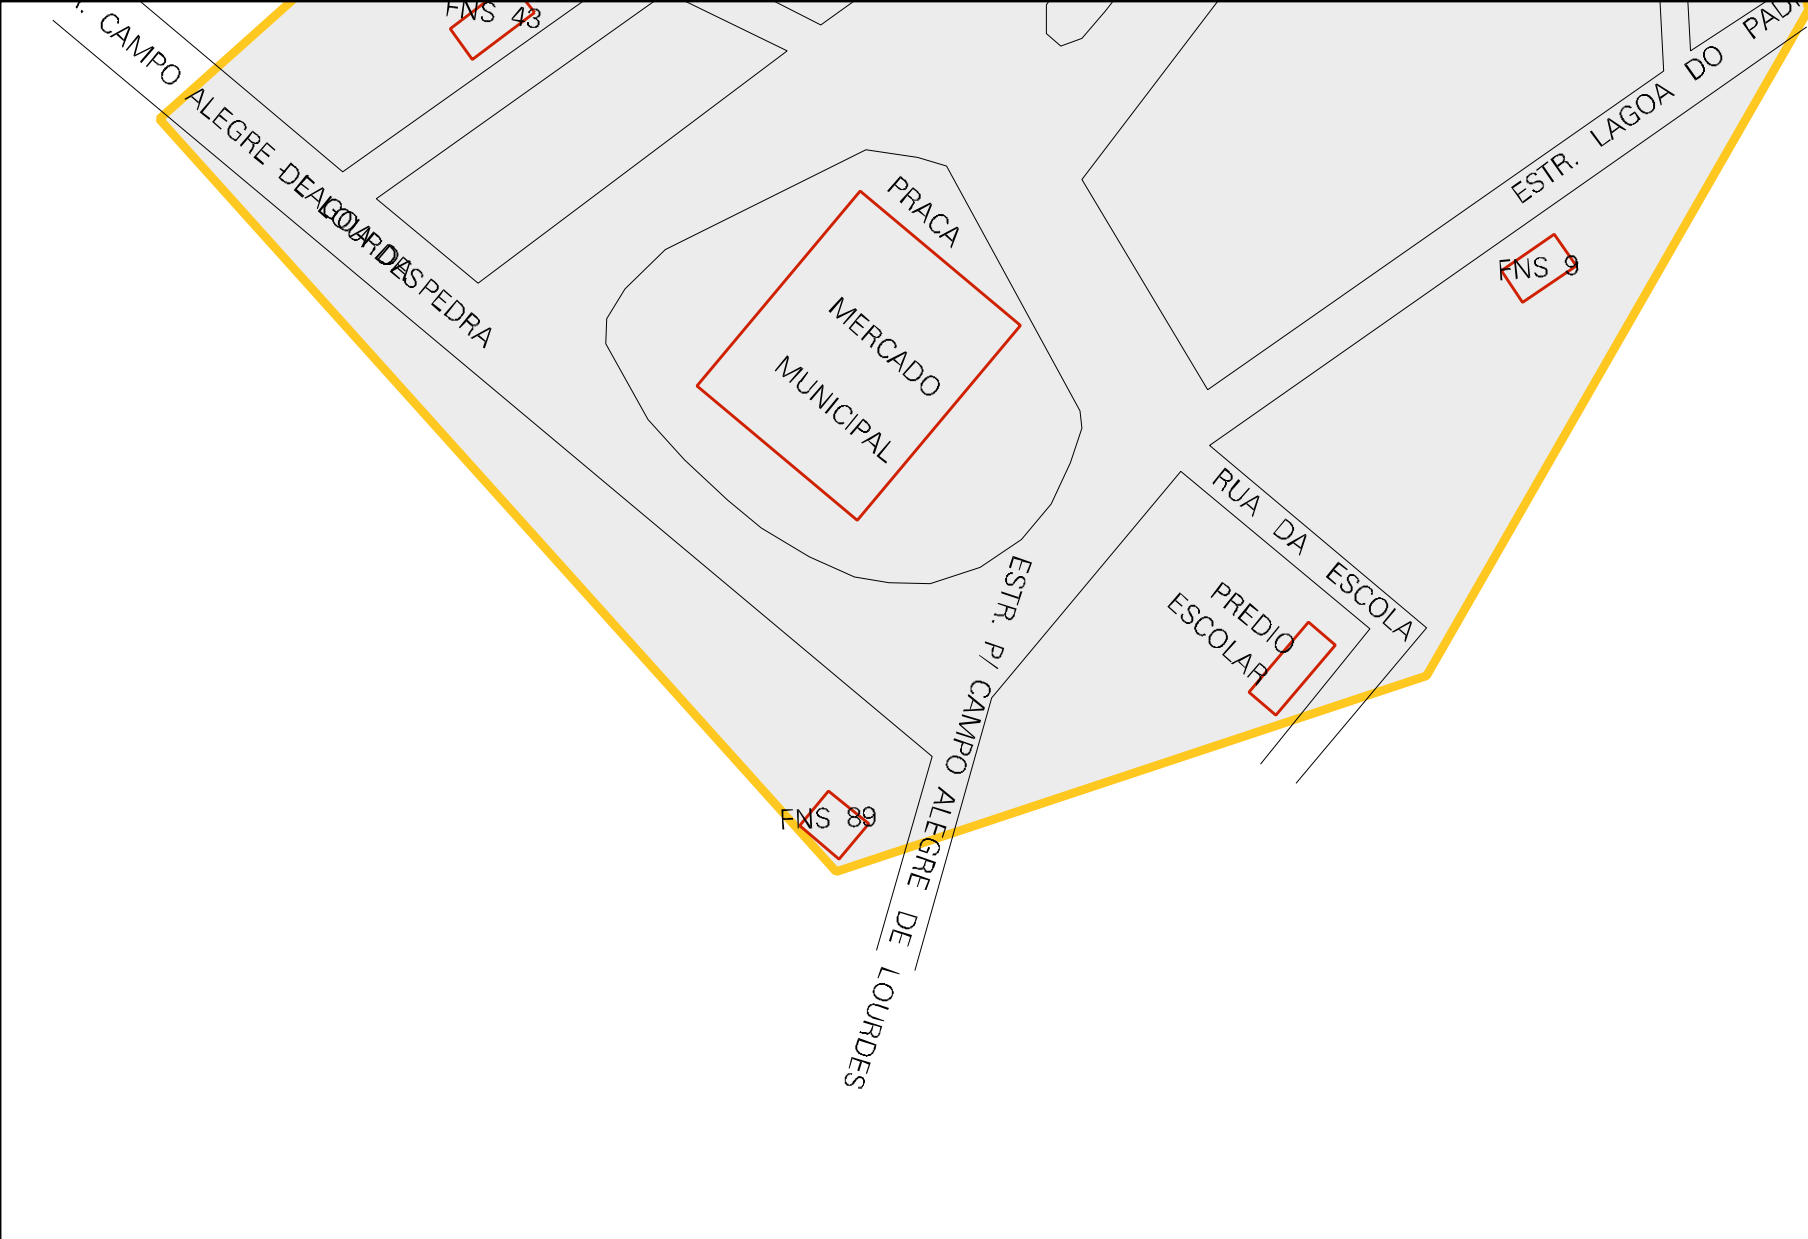 FNS 43
CAMPO ALEGRE DE LOURDES
LAGOA DA PEDRA
PRACA
MERCADO
MUNICIPAL
ESTR. LAGOA DO
FNS 9
RUA DA ESCOLA
PREDIO
ESCOLAR
ESTR. P/ CAMPO ALEGRE DE LOURDES
FNS 89